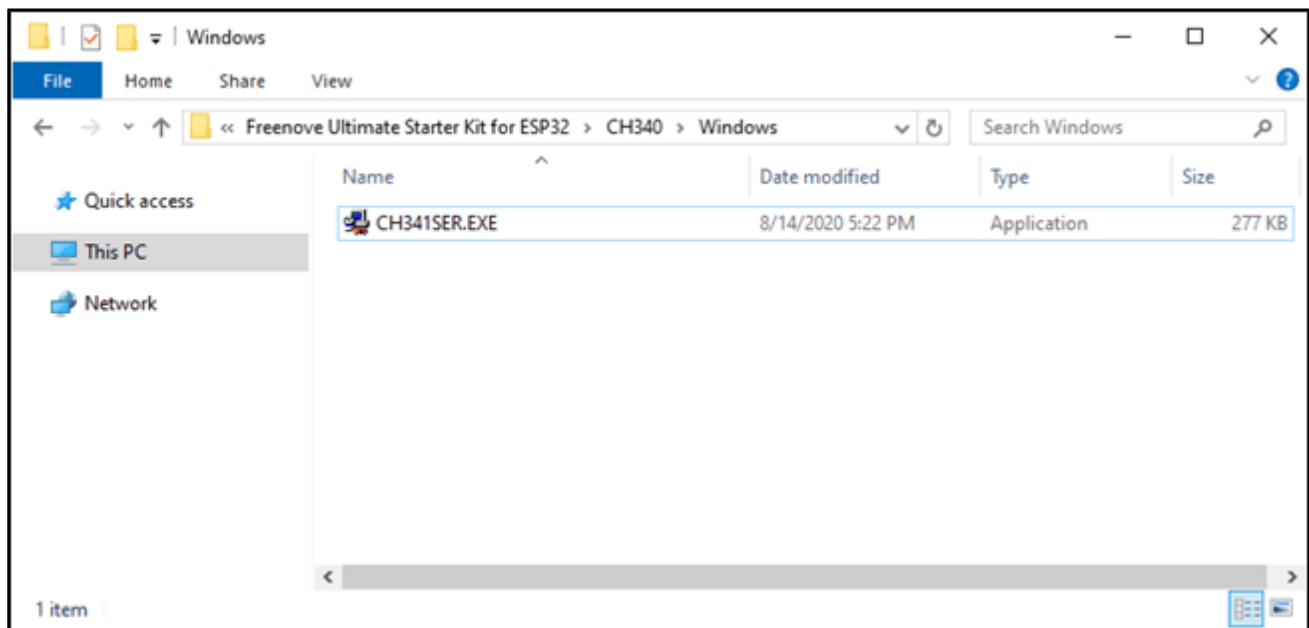 Windows
File Home Share View
« Freenove Ultimate Starter Kit for ESP32 > CH340 > Windows Search Windows
Name Date modified Type Size
Quick access
CH341SER.EXE 8/14/2020 5:22 PM Application 277 KB
This PC
Network
1 item